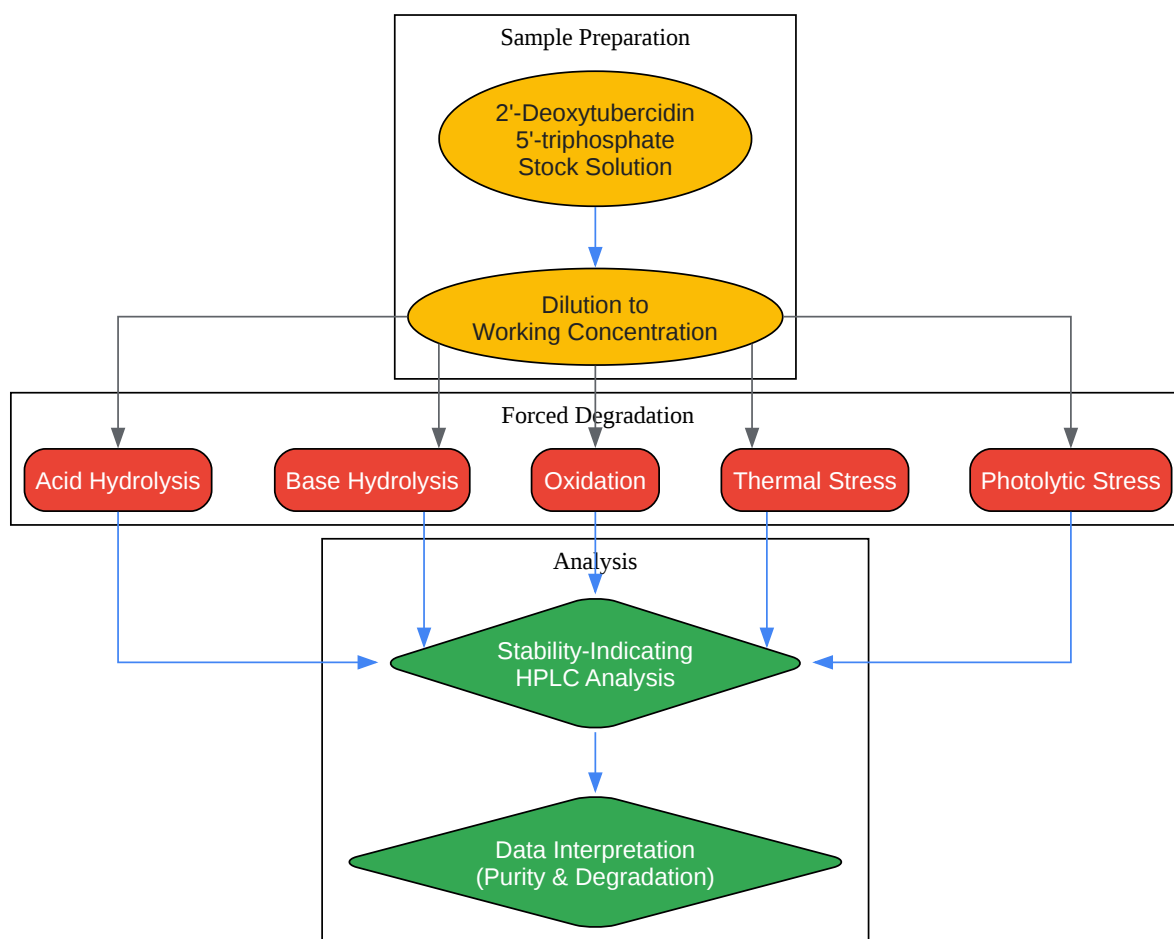 Sample Preparation
2'-Deoxytubercidin
5'-triphosphate
Stock Solution
Dilution to
Working Concentration
Forced Degradation
Acid Hydrolysis
Base Hydrolysis
Oxidation
Thermal Stress
Photolytic Stress
Analysis
Stability-Indicating
HPLC Analysis
Data Interpretation
(Purity & Degradation)